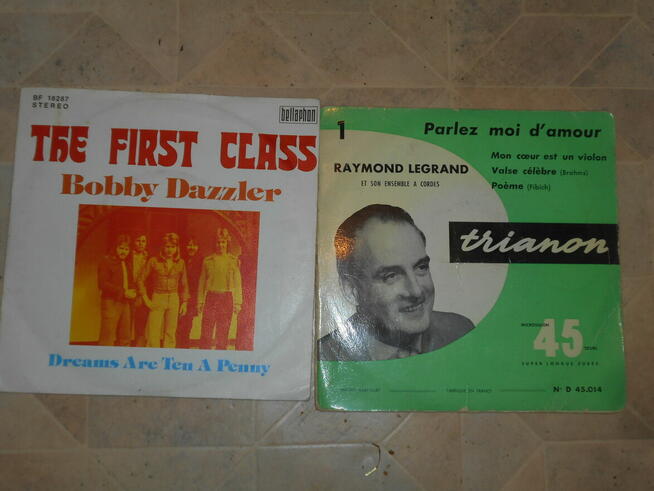 BF 18287
STEREO
bellaphon
THE FIRST CLASS
Bobby Dazzler
Dreams Are Ten A Penny
1
Parlez moi d'amour
Mon cœur est un violon
Valse célèbre (Brahms)
Poème (Fibich)
RAYMOND LEGRAND
ET SON ENSEMBLE A CORDES
trianon
MICROSILLON
45
TOURS
SUPER LONGUE DURÉE
FABRIQUÉ EN FRANCE
N° D 45.014